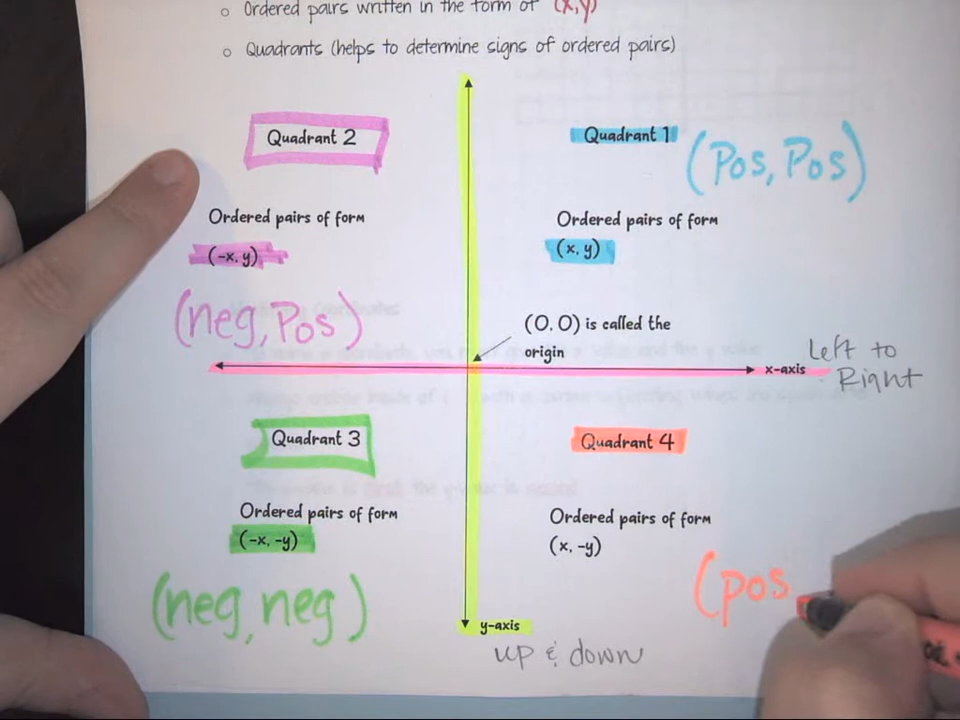 Ordered pairs written in the form of (x,y)
Quadrants (helps to determine signs of ordered pairs)
Quadrant 2
Quadrant 1
(Pos, Pos)
Ordered pairs of form
(-x, y)
Ordered pairs of form
(x, y)
(neg, Pos)
(0, 0) is called the
origin
x-axis
Left to
Right
Quadrant 3
Quadrant 4
Ordered pairs of form
(-x, -y)
Ordered pairs of form
(x, -y)
(neg, neg)
(pos
y-axis
up & down